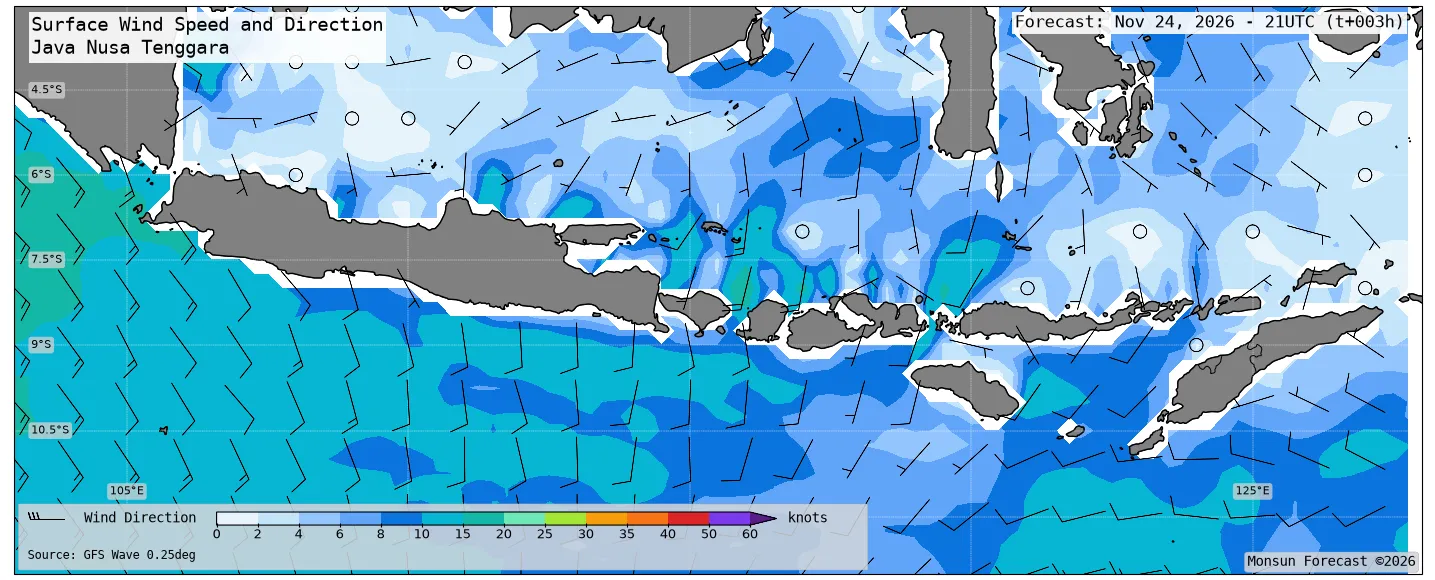 Surface Wind Speed and Direction
Java Nusa Tenggara
Forecast: Nov 24, 2026 - 21UTC (t+003h)
4.5°S
6°S
7.5°S
9°S
10.5°S
105°E
125°E
Wind Direction
0 2 4 6 8 10 15 20 25 30 35 40 50 60
knots
Source: GFS Wave 0.25deg
Monsun Forecast ©2026